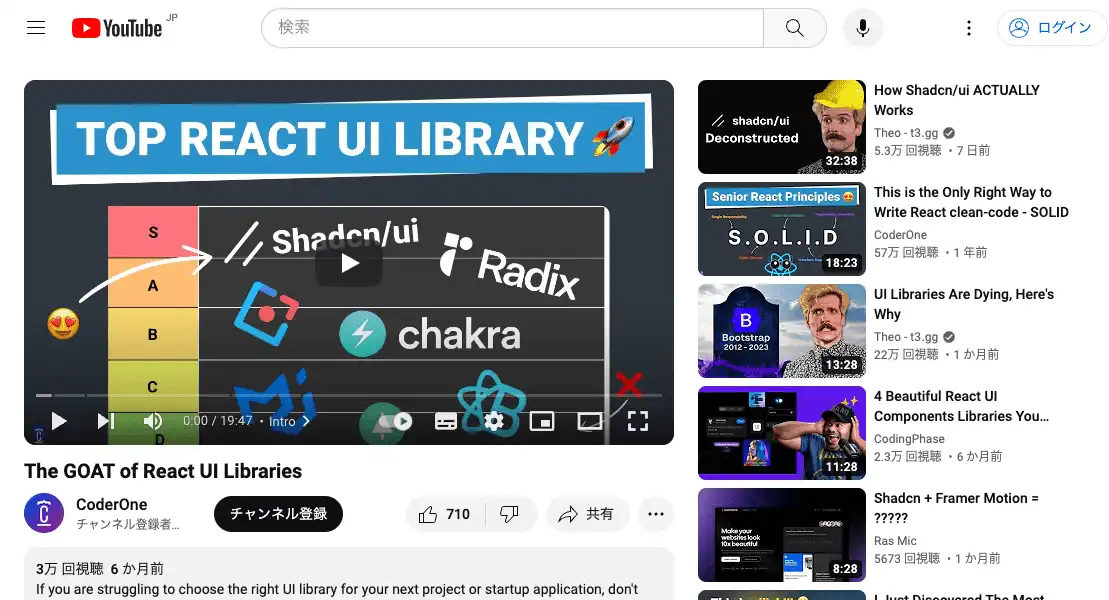 YouTube JP
検索
ログイン
TOP REACT UI LIBRARY
S
Shadcn/ui
Radix
A
B
chakra
C
D
0:00 / 19:47 • Intro
The GOAT of React UI Libraries
CoderOne
チャンネル登録者…
チャンネル登録
710
共有
3万 回視聴 6 か月前
If you are struggling to choose the right UI library for your next project or startup application, don't
shadcn/ui
Deconstructed
32:38
How Shadcn/ui ACTUALLY
Works
Theo - t3.gg
5.3万 回視聴 • 7 日前
Senior React Principles
S.O.L.I.D
18:23
This is the Only Right Way to
Write React clean-code - SOLID
CoderOne
57万 回視聴 • 1 年前
B
Bootstrap
2012 - 2023
13:28
UI Libraries Are Dying, Here's
Why
Theo - t3.gg
22万 回視聴 • 1 か月前
11:28
4 Beautiful React UI
Components Libraries You…
CodingPhase
2.3万 回視聴 • 6 か月前
Make your
websites look
10x beautiful!
8:28
Shadcn + Framer Motion =
?????
Ras Mic
5673 回視聴 • 1 か月前
I Just Discovered The Most